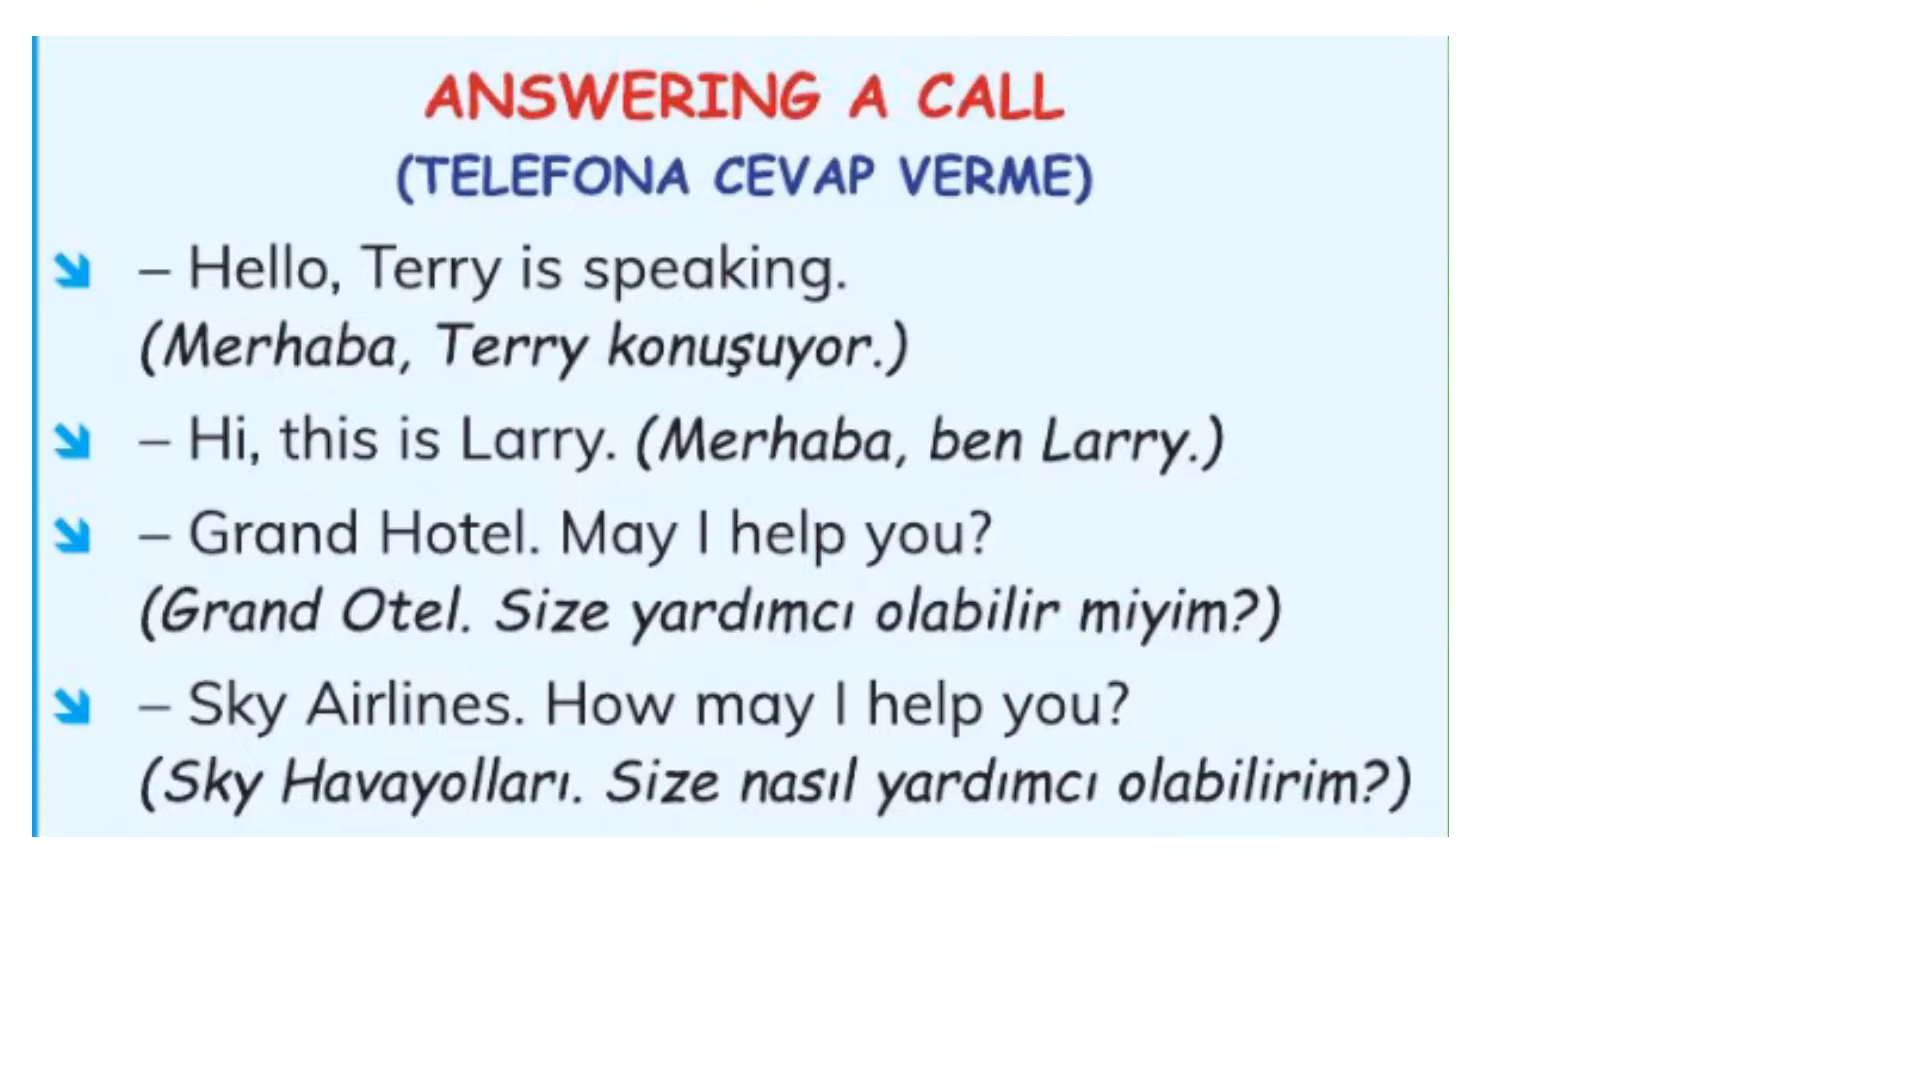 ANSWERING A CALL
(TELEFONA CEVAP VERME)
– Hello, Terry is speaking.
(Merhaba, Terry konuşuyor.)
– Hi, this is Larry. (Merhaba, ben Larry.)
– Grand Hotel. May I help you?
(Grand Otel. Size yardımcı olabilir miyim?)
– Sky Airlines. How may I help you?
(Sky Havayolları. Size nasıl yardımcı olabilirim?)